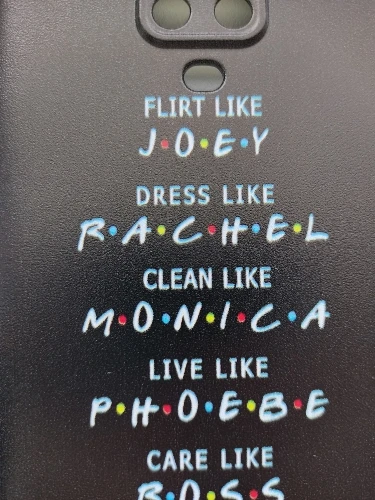 FLIRT LIKE
J•O•E•Y
DRESS LIKE
R•A•C•H•E•L
CLEAN LIKE
M•O•N•I•C•A
LIVE LIKE
P•H•O•E•B•E
CARE LIKE
R•O•S•S